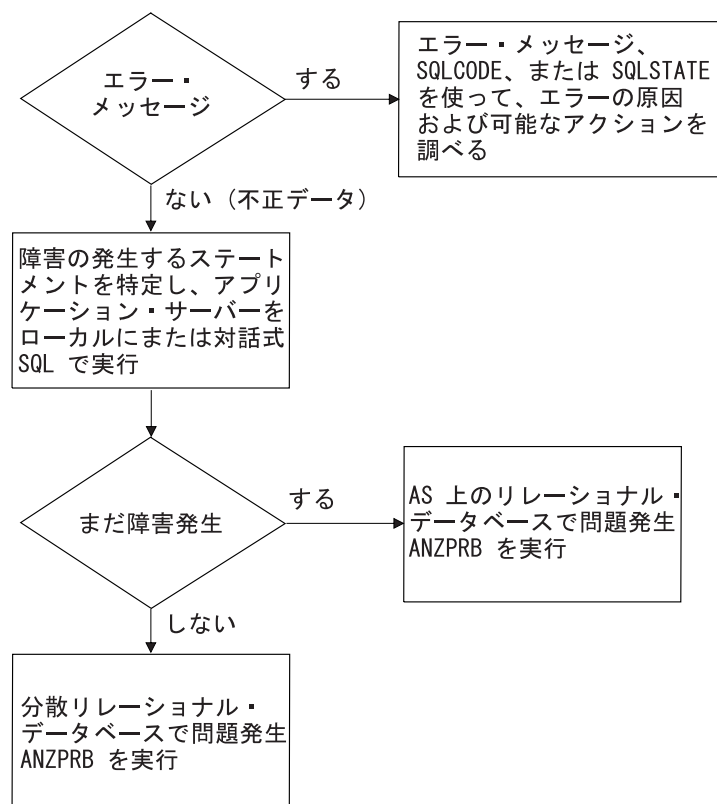 エラー・
メッセージ
する
エラー・メッセージ、
SQLCODE、または SQLSTATE
を使って、エラーの原因
および可能なアクションを
調べる
ない（不正データ）
障害の発生するステート
メントを特定し、アプリ
ケーション・サーバーを
ローカルにまたは対話式
SQL で実行
まだ障害発生
する
AS 上のリレーショナル・
データベースで問題発生
ANZPRB を実行
しない
分散リレーショナル・
データベースで問題発生
ANZPRB を実行